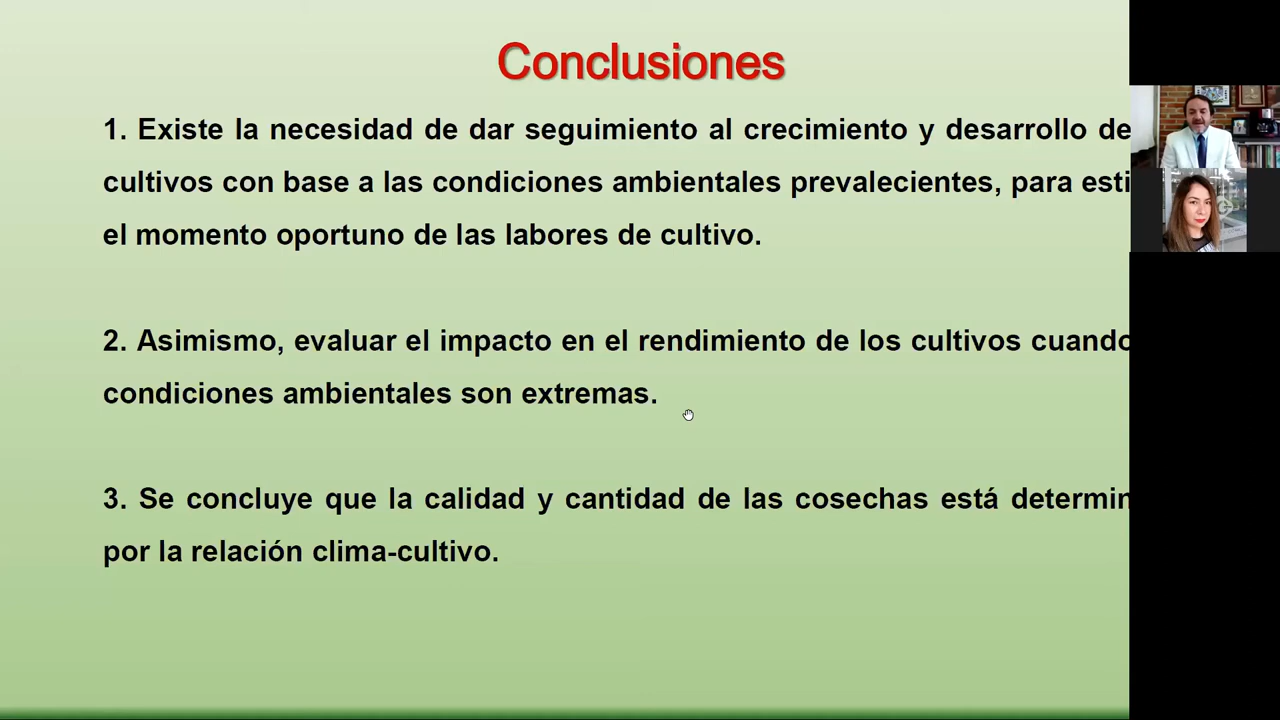 Conclusiones
1. Existe la necesidad de dar seguimiento al crecimiento y desarrollo de
cultivos con base a las condiciones ambientales prevalecientes, para
el momento oportuno de las labores de cultivo.
2. Asimismo, evaluar el impacto en el rendimiento de los cultivos cuando
condiciones ambientales son extremas.
3. Se concluye que la calidad y cantidad de las cosechas está
por la relación clima-cultivo.